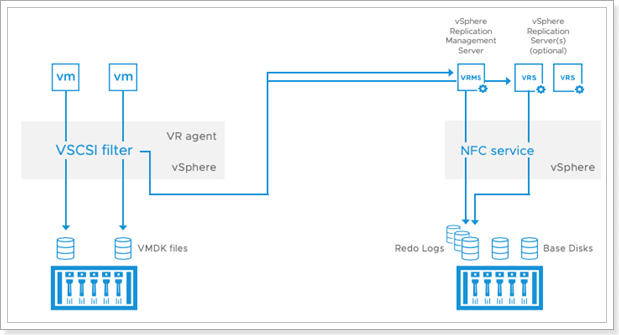 vSphere
Replication
Management
Server
vSphere
Replication
Server(s)
(optional)
vm
vm
VRMS
VRS
VRS
VR agent
VSCSI filter
vSphere
NFC service
vSphere
VMDK files
Redo Logs
Base Disks